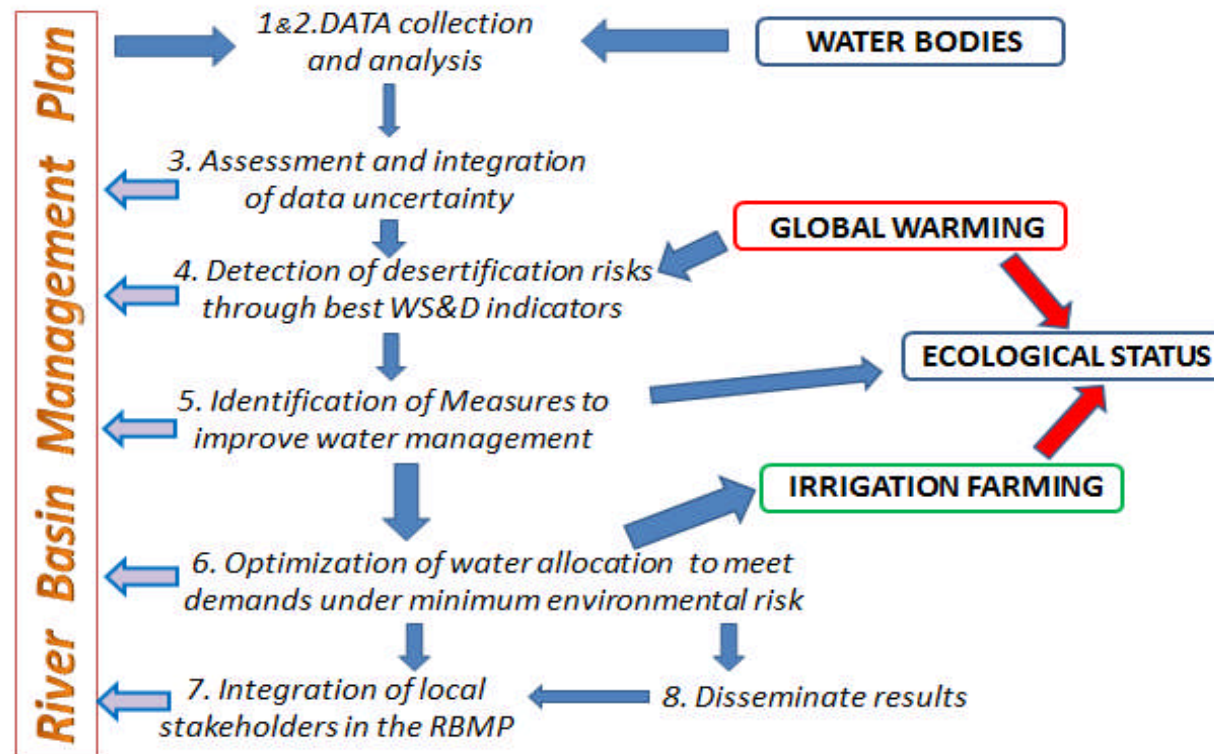 River Basin Management Plan
1&2.DATA collection
and analysis
WATER BODIES
3. Assessment and integration
of data uncertainty
GLOBAL WARMING
4. Detection of desertification risks
through best WS&D indicators
ECOLOGICAL STATUS
5. Identification of Measures to
improve water management
IRRIGATION FARMING
6. Optimization of water allocation to meet
demands under minimum environmental risk
7. Integration of local
stakeholders in the RBMP
8. Disseminate results